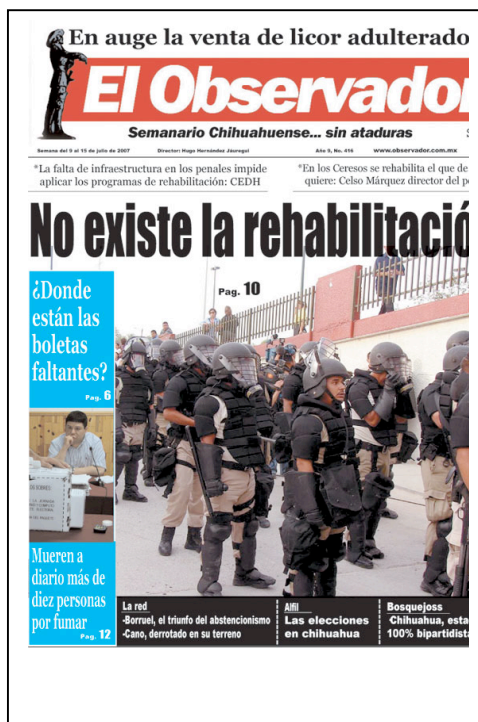 En auge la venta de licor adulterado
El Observador
Semanario Chihuahuense... sin ataduras
Semana del 9 al 15 de julio de 2007 Director: Hugo Hernández Jáuregui Año 9, No. 416 www.observador.com.mx
*La falta de infraestructura en los penales impide
aplicar los programas de rehabilitación: CEDH
*En los Ceresos se rehabilita el que de
quiere: Celso Márquez director del pe
No existe la rehabilitació
Pag. 10
¿Donde
están las
boletas
faltantes?
Pag. 6
Mueren a
diario más de
diez personas
por fumar
Pag. 12
La red
-Borruel, el triunfo del abstencionismo
-Cano, derrotado en su terreno
Alfil
Las elecciones
en chihuahua
Bosquejoss
Chihuahua, esta
100% bipartidista